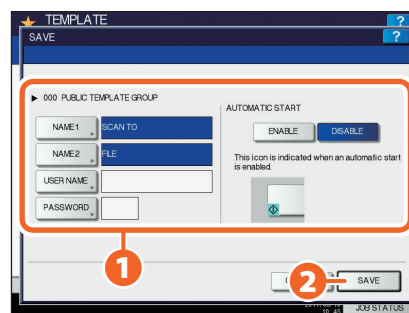 TEMPLATE
?
SAVE
?
000 PUBLIC TEMPLATE GROUP
NAME1
SCAN TO
NAME2
FILE
USER NAME
PASSWORD
AUTOMATIC START
ENABLE
DISABLE
This icon is indicated when an automatic start
is enabled.
1
2
SAVE
JOB STATUS